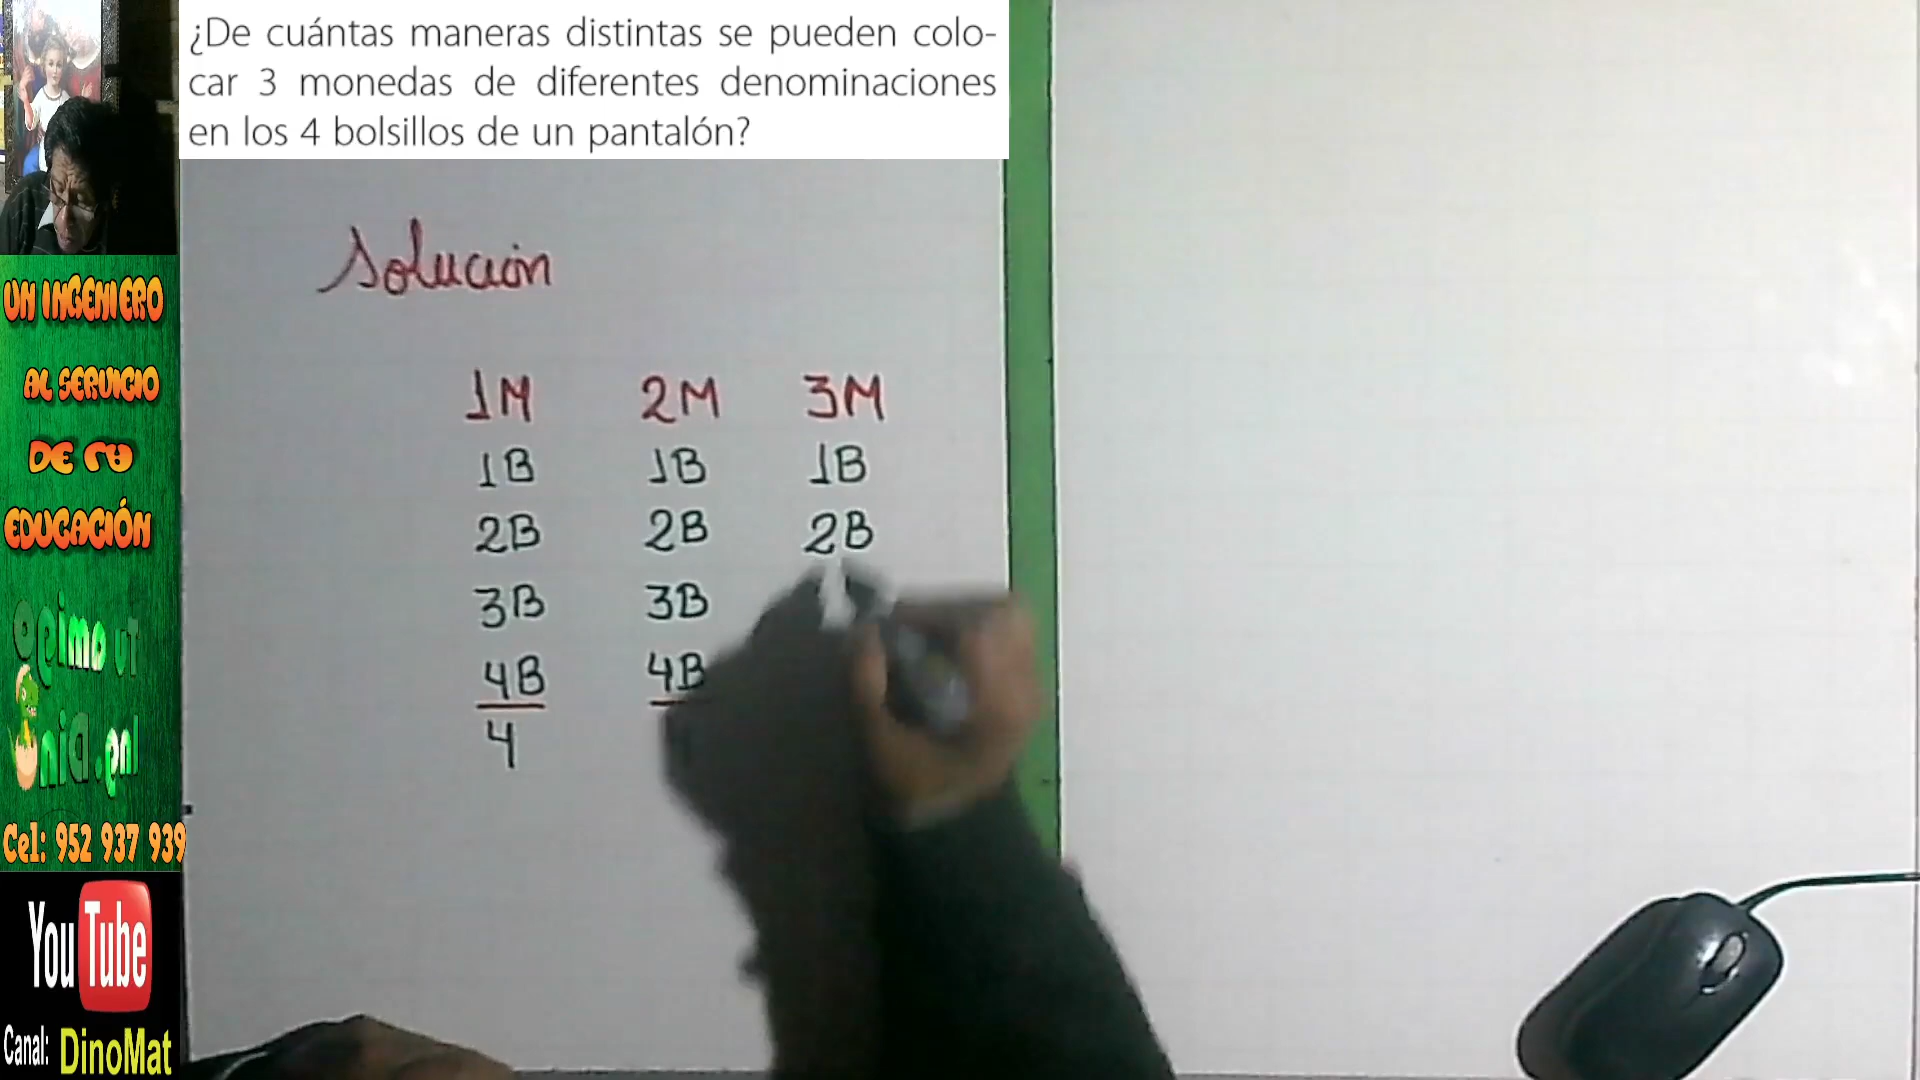 ¿De cuántas maneras distintas se pueden colo-
car 3 monedas de diferentes denominaciones
en los 4 bolsillos de un pantalón?
Solución
1M 2M 3M
1B 1B 1B
2B 2B 2B
3B 3B
4B 4B
4
UN INGENIERO
AL SERVICIO
DE TU
EDUCACIÓN
Cel: 952 937 939
YouTube
Canal: DinoMat